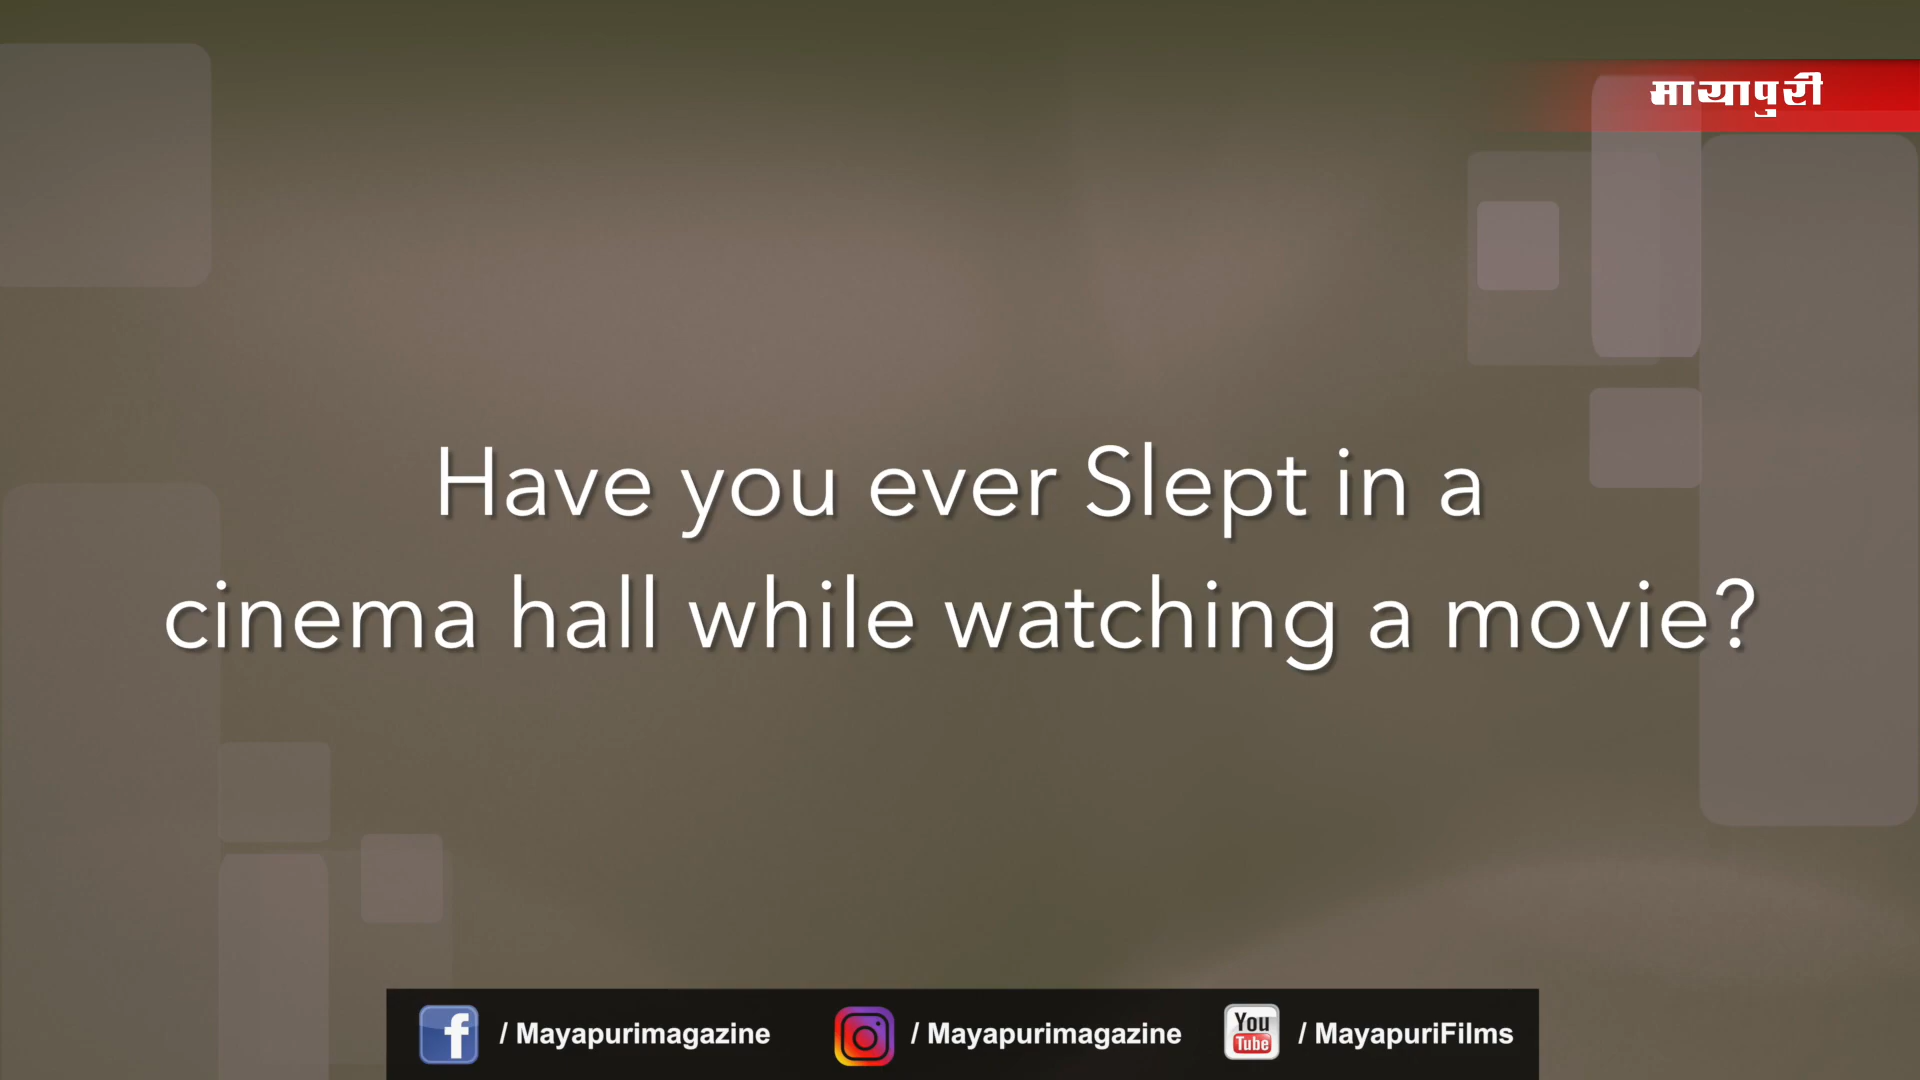 मायापुरी
Have you ever Slept in a
cinema hall while watching a movie?
f / Mayapurimagazine / Mayapurimagazine You Tube / MayapuriFilms